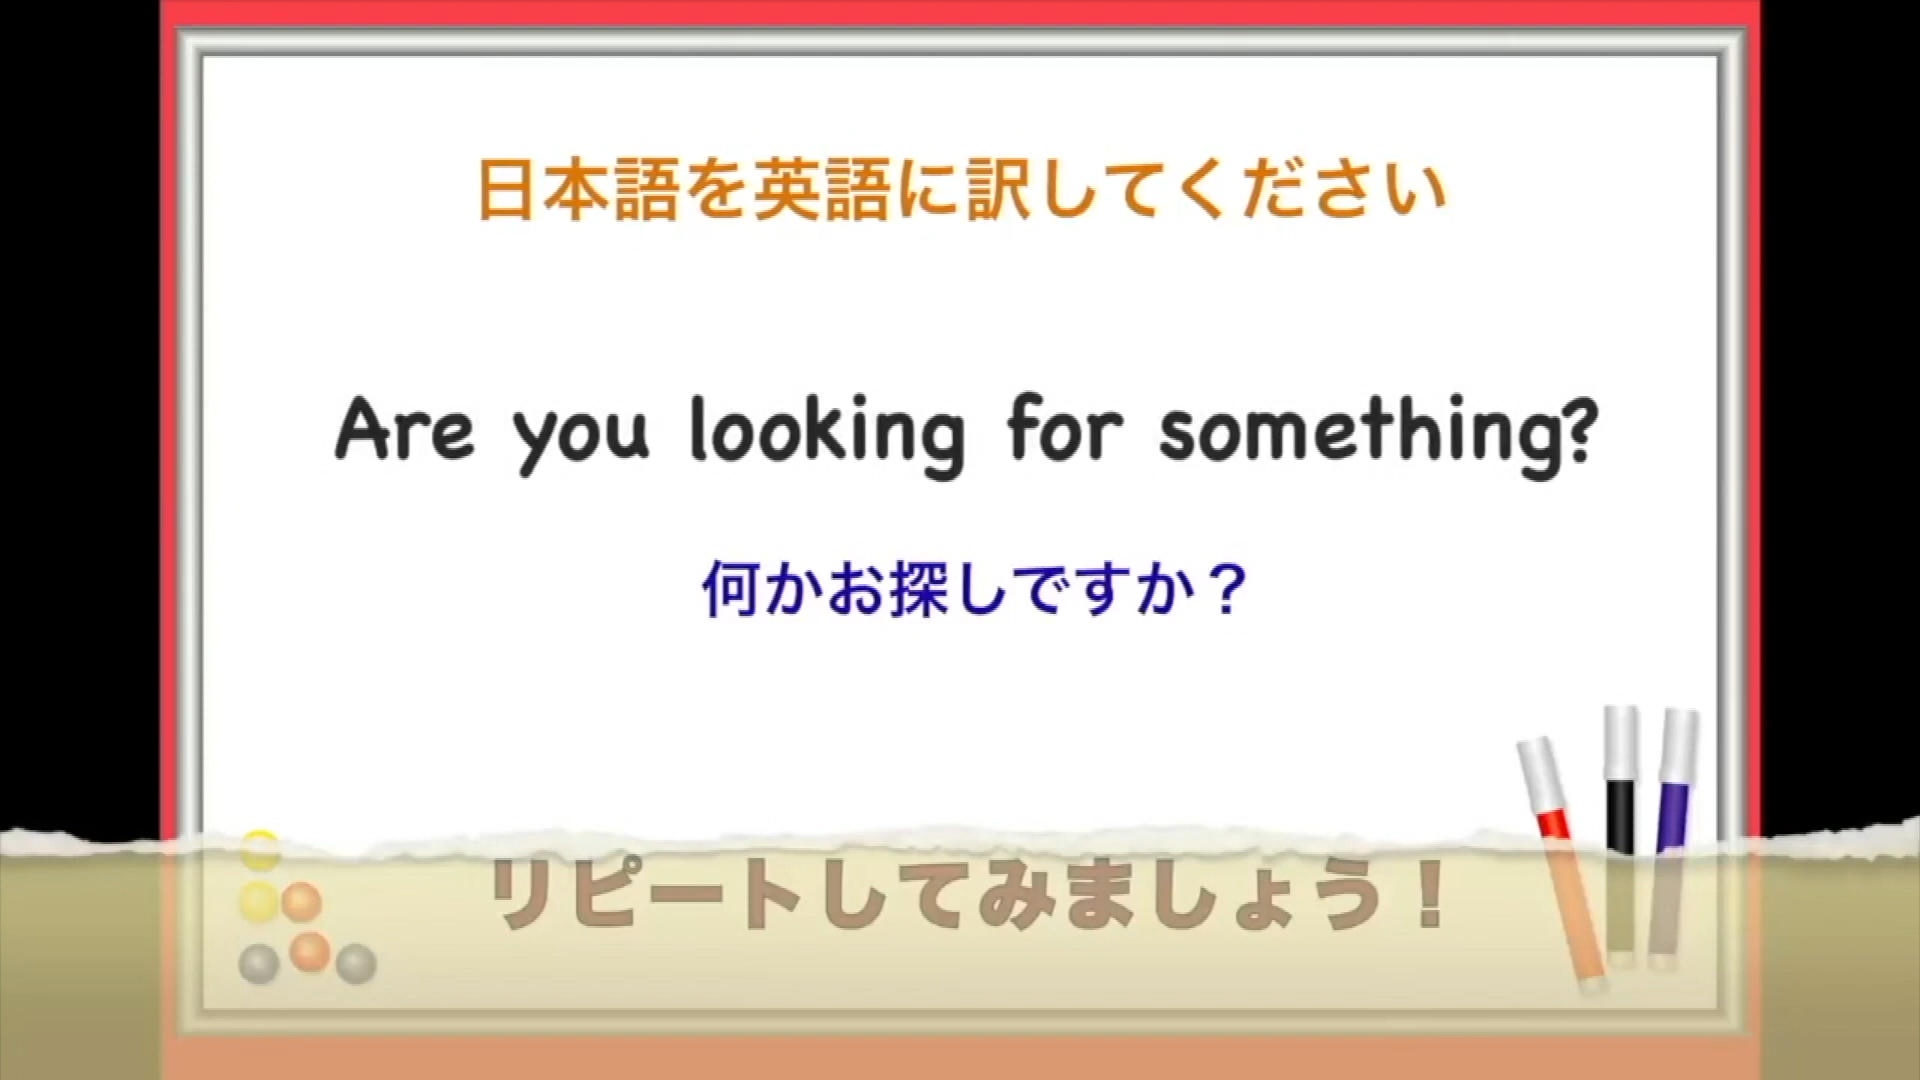 日本語を英語に訳してください
Are you looking for something?
何かお探しですか？
リピートしてみましょう！